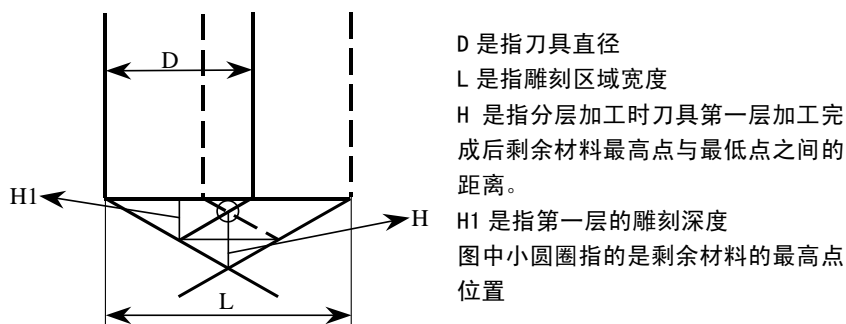 D
H1
H
L
D 是指刀具直径
L 是指雕刻区域宽度
H 是指分层加工时刀具第一层加工完
成后剩余材料最高点与最低点之间的
距离。
H1 是指第一层的雕刻深度
图中小圆圈指的是剩余材料的最高点
位置